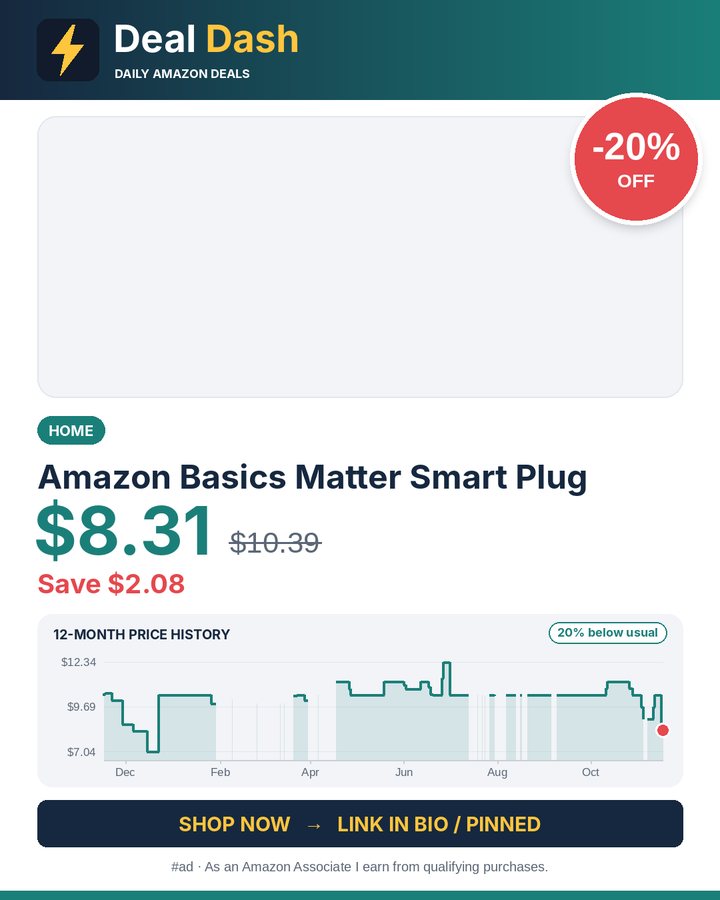 Deal Dash
DAILY AMAZON DEALS
-20%
OFF
HOME
Amazon Basics Matter Smart Plug
$8.31 $10.39
Save $2.08
12-MONTH PRICE HISTORY
20% below usual
$12.34
$9.69
$7.04
Dec Feb Apr Jun Aug Oct
SHOP NOW → LINK IN BIO / PINNED
#ad · As an Amazon Associate I earn from qualifying purchases.